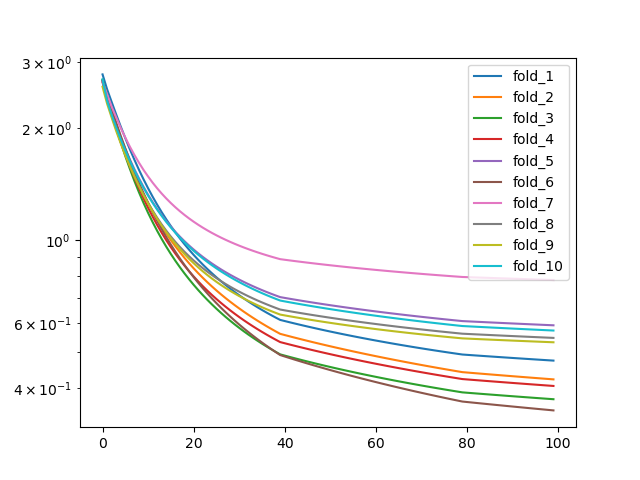 3 × 10⁰
2 × 10⁰
10⁰
6 × 10⁻¹
4 × 10⁻¹
0
20
40
60
80
100
fold_1
fold_2
fold_3
fold_4
fold_5
fold_6
fold_7
fold_8
fold_9
fold_10